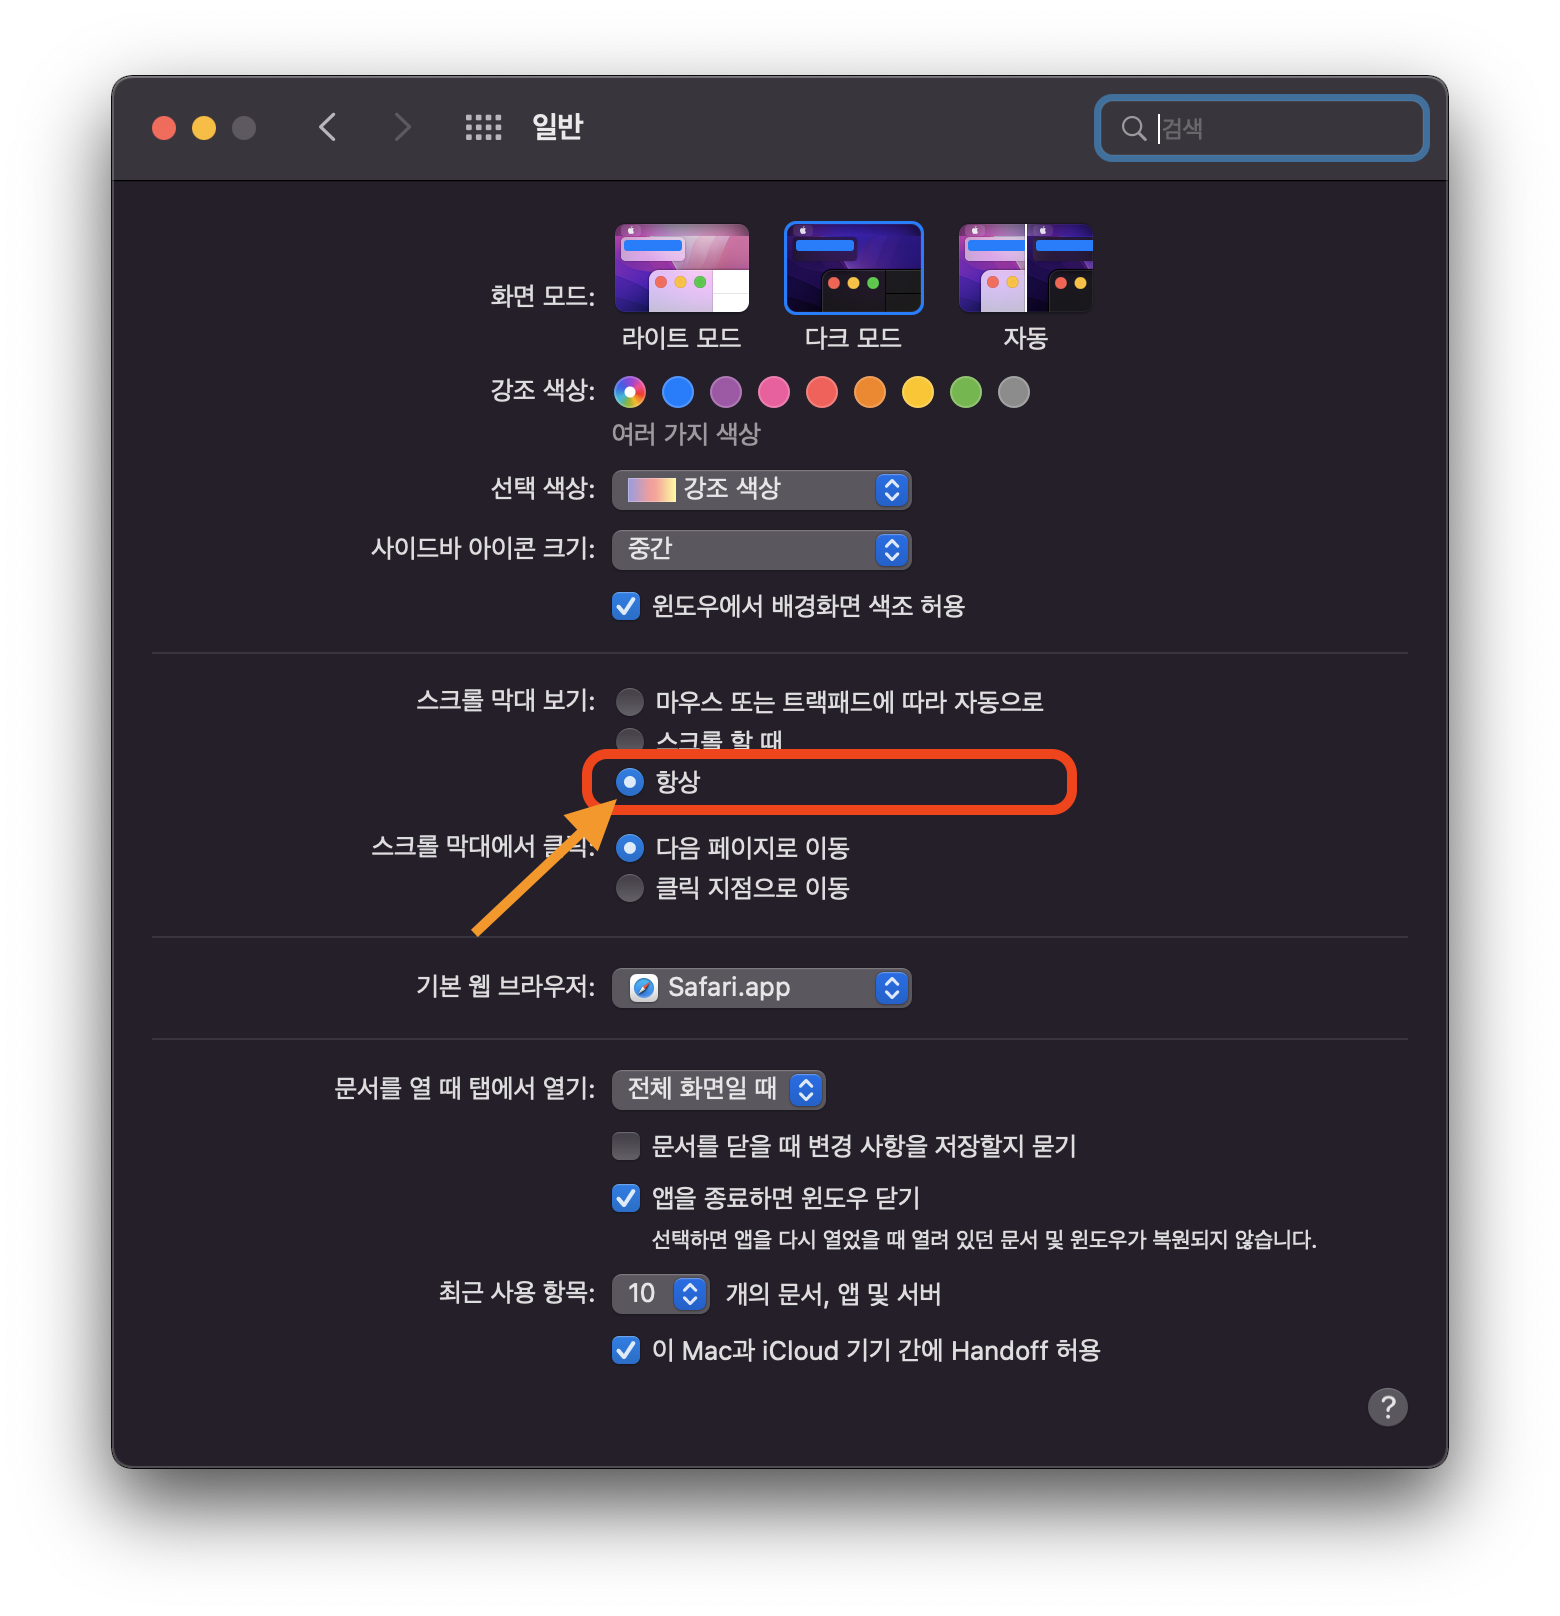 일반
검색
화면 모드:
라이트 모드
다크 모드
자동
강조 색상:
여러 가지 색상
선택 색상: 강조 색상
사이드바 아이콘 크기: 중간
윈도우에서 배경화면 색조 허용
스크롤 막대 보기: 마우스 또는 트랙패드에 따라 자동으로
스크롤 할 때
항상
스크롤 막대에서 클릭: 다음 페이지로 이동
클릭 지점으로 이동
기본 웹 브라우저: Safari.app
문서를 열 때 탭에서 열기: 전체 화면일 때
문서를 닫을 때 변경 사항을 저장할지 묻기
앱을 종료하면 윈도우 닫기
선택하면 앱을 다시 열었을 때 열려 있던 문서 및 윈도우가 복원되지 않습니다.
최근 사용 항목: 10 개의 문서, 앱 및 서버
이 Mac과 iCloud 기기 간에 Handoff 허용
?